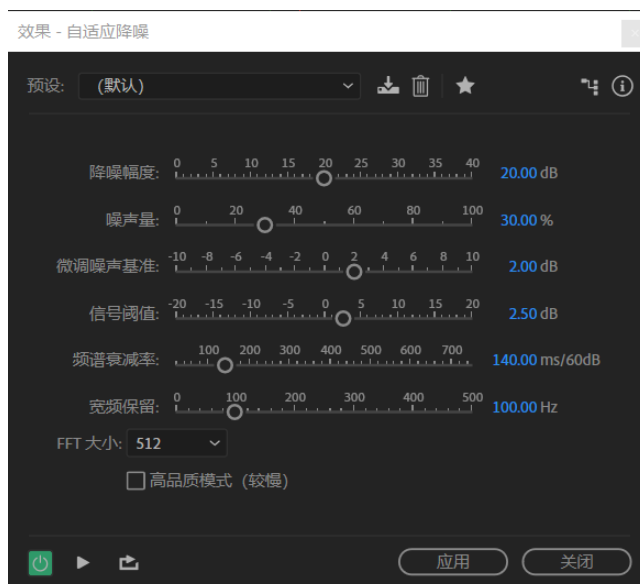 效果 - 自适应降噪
预设: (默认)
0 5 10 15 20 25 30 35 40
降噪幅度: 20.00 dB
0 20 40 60 80 100
噪声量: 30.00 %
-10 -8 -6 -4 -2 0 2 4 6 8 10
微调噪声基准: 2.00 dB
-20 -15 -10 -5 0 5 10 15 20
信号阈值: 2.50 dB
100 200 300 400 500 600 700
频谱衰减率: 140.00 ms/60dB
0 100 200 300 400 500
宽频保留: 100.00 Hz
FFT 大小: 512
高品质模式（较慢）
应用 关闭